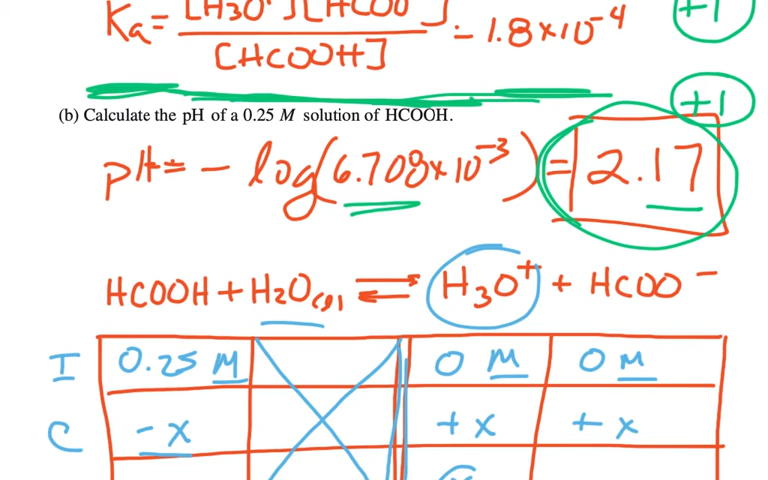 Ka = [H3O+][HCOO-] / [HCOOH] = 1.8×10⁻⁴
+1
+1
(b) Calculate the pH of a 0.25 M solution of HCOOH.
pH = - log(6.708×10⁻³) = 2.17
HCOOH + H₂O(l) ⇌ H₃O⁺ + HCOO⁻
I 0.25 M 0 M 0 M
C -x +x +x